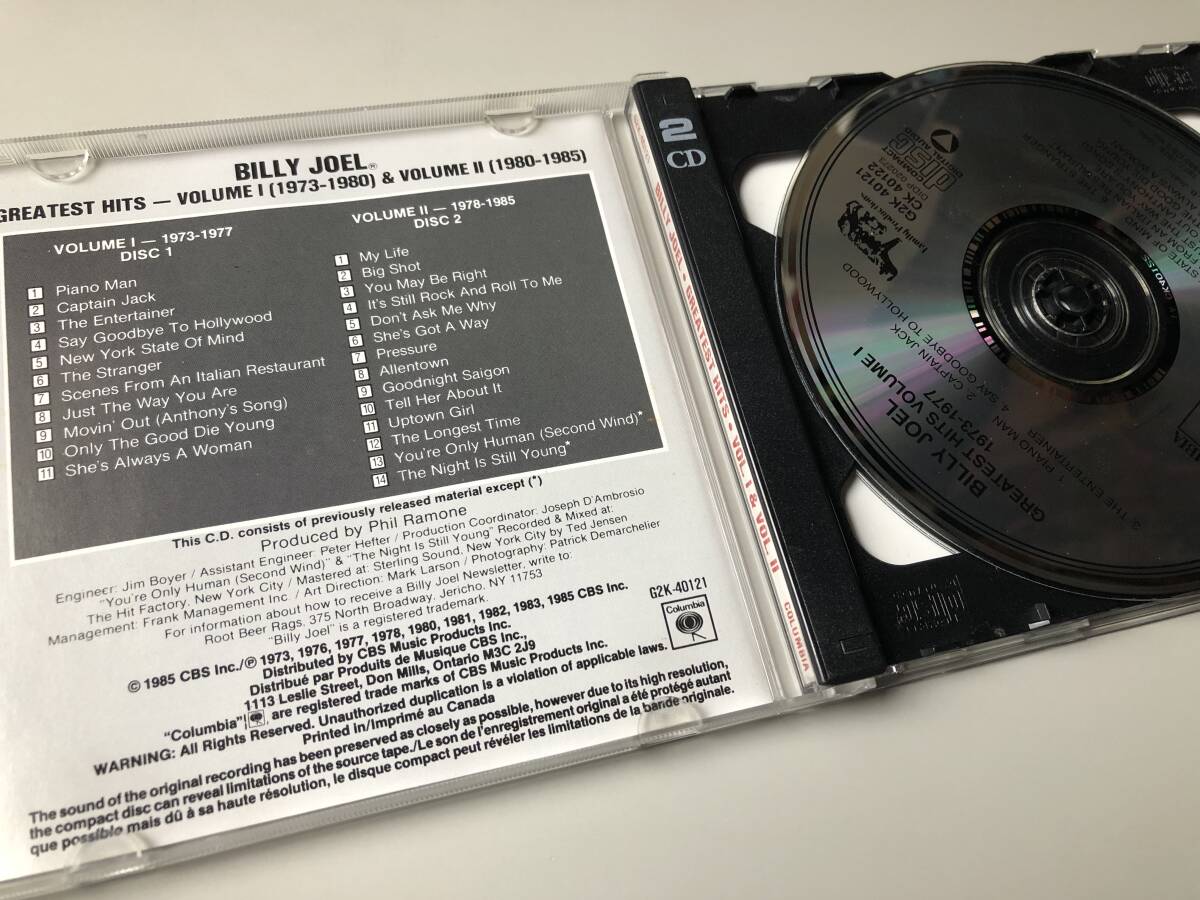 BILLY JOEL®
GREATEST HITS — VOLUME I (1973-1980) & VOLUME II (1980-1985)
VOLUME I — 1973-1977
DISC 1
1 Piano Man
2 Captain Jack
3 The Entertainer
4 Say Goodbye To Hollywood
5 New York State Of Mind
6 The Stranger
7 Scenes From An Italian Restaurant
8 Just The Way You Are
9 Movin' Out (Anthony's Song)
10 Only The Good Die Young
11 She's Always A Woman
VOLUME II — 1978-1985
DISC 2
1 My Life
2 Big Shot
3 You May Be Right
4 It's Still Rock And Roll To Me
5 Don't Ask Me Why
6 She's Got A Way
7 Pressure
8 Allentown
9 Goodnight Saigon
10 Tell Her About It
11 Uptown Girl
12 The Longest Time
13 You're Only Human (Second Wind)*
14 The Night Is Still Young*
This C.D. consists of previously released material except (*)
Produced by Phil Ramone
Engineer: Jim Boyer / Assistant Engineer: Peter Hefter / Production Coordinator: Joseph D'Ambrosio
"You're Only Human (Second Wind)" & "The Night Is Still Young" Recorded & Mixed at:
The Hit Factory, New York City / Mastered at: Sterling Sound, New York City by Ted Jensen
Management: Frank Management Inc. / Art Direction: Mark Larson / Photography: Patrick Demarchelier
For information about how to receive a Billy Joel Newsletter, write to:
Root Beer Rags, 375 North Broadway, Jericho, NY 11753
"Billy Joel" is a registered trademark.
© 1985 CBS Inc./℗ 1973, 1976, 1977, 1978, 1980, 1981, 1982, 1983, 1985 CBS Inc.
Distributed by CBS Music Products Inc.
Distribué par Produits de Musique CBS Inc.,
1113 Leslie Street, Don Mills, Ontario M3C 2J9
"Columbia", are registered trade marks of CBS Music Products Inc.
WARNING: All Rights Reserved. Unauthorized duplication is a violation of applicable laws.
Printed in/Imprimé au Canada
The sound of the original recording has been preserved as closely as possible, however due to its high resolution,
the compact disc can reveal limitations of the source tape./Le son de l'enregistrement original a été protégé autant
que possible mais dû à sa haute résolution, le disque compact peut révéler les limitations de la bande originale.
G2K-40121
Columbia
2
CD
BILLY JOEL • GREATEST HITS • VOL. I & VOL. II
COLUMBIA
COMPACT
disc
DIGITAL AUDIO
G2K 40121
CK 40122
DIDP 020272
Family Productions
BILLY JOEL
GREATEST HITS VOLUME I
1973-1977
1. PIANO MAN
2. CAPTAIN JACK
3. THE ENTERTAINER
4. SAY GOODBYE TO HOLLYWOOD
STATE OF MIND